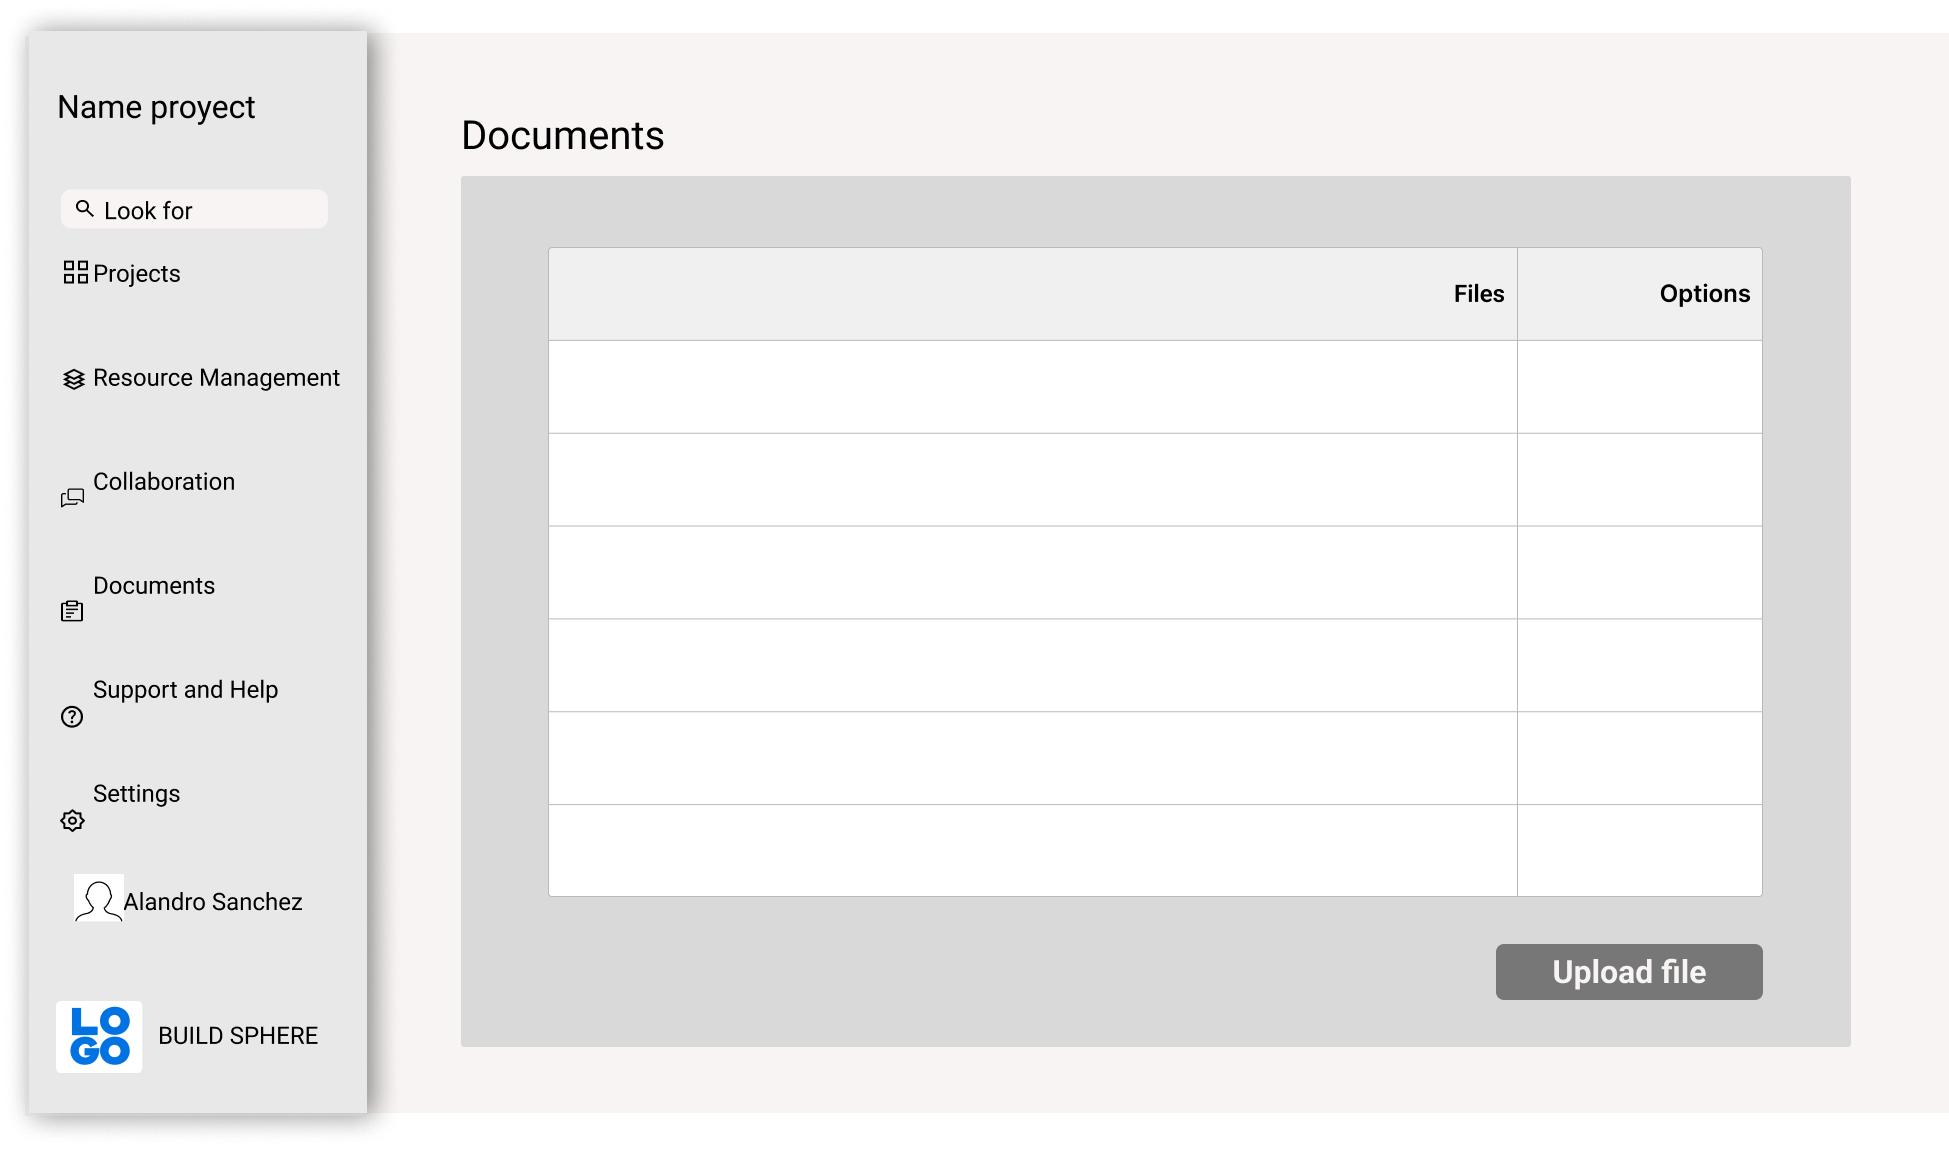 Name proyect
Look for
Projects
Resource Management
Collaboration
Documents
Support and Help
Settings
Alandro Sanchez
LO
GO
BUILD SPHERE
Documents
Files
Options
Upload file